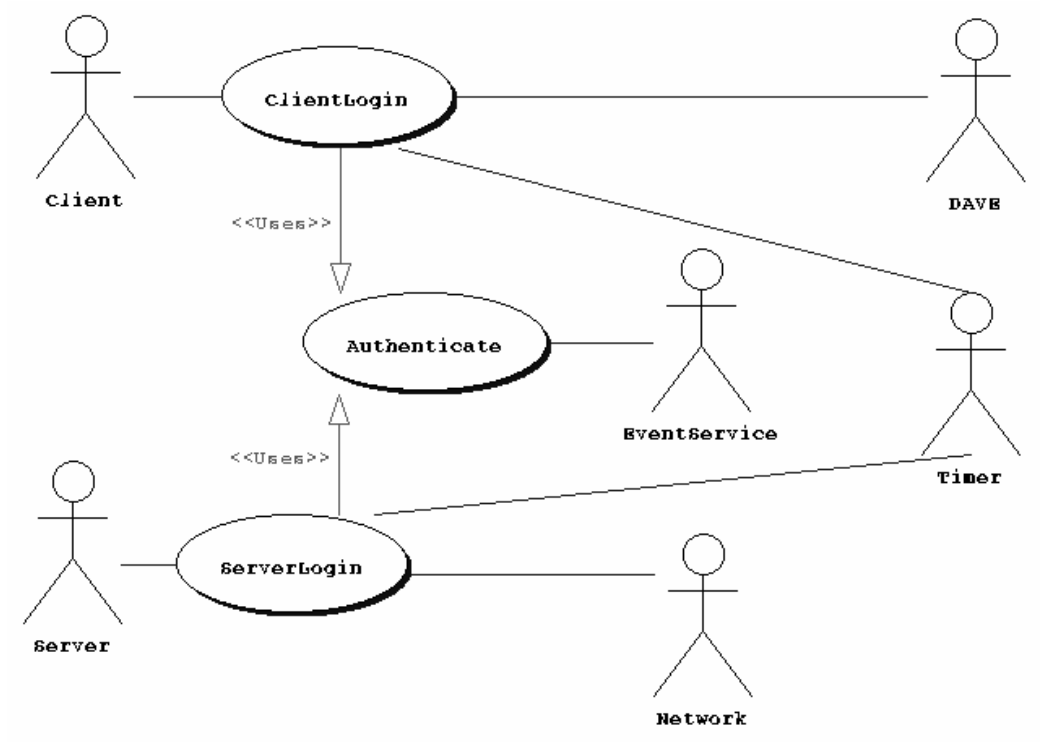 ClientLogin
Client
DAVE
<<Uses>>
Authenticate
EventService
<<Uses>>
Timer
ServerLogin
Server
Network